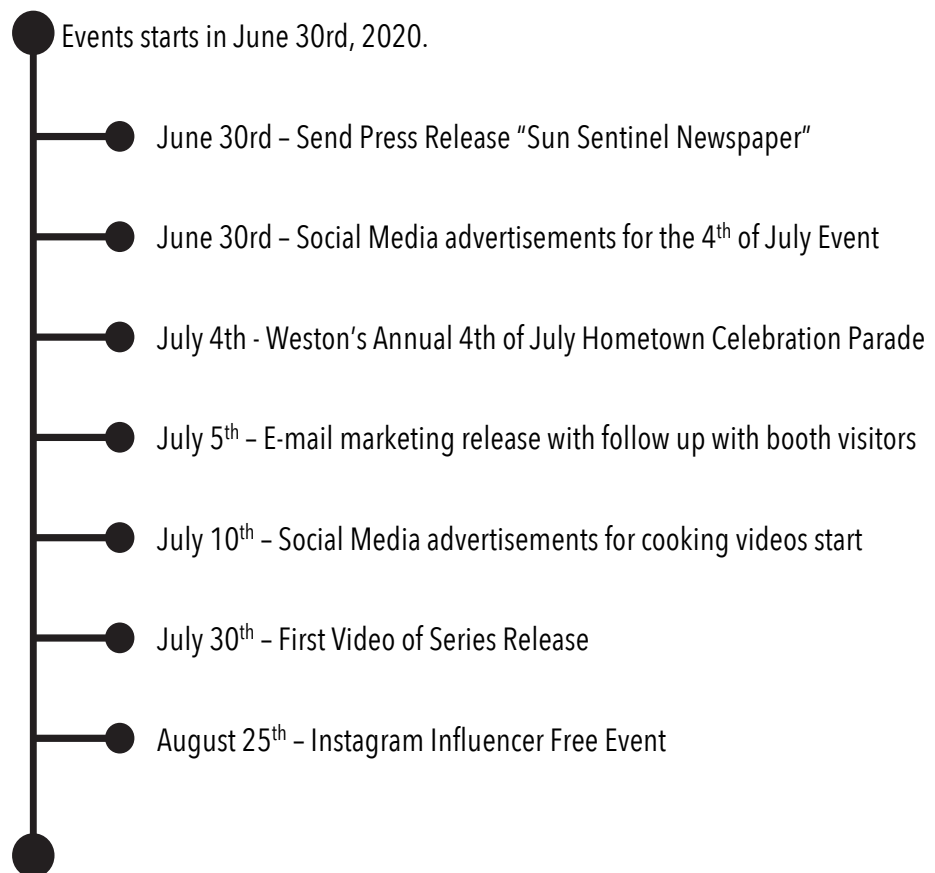 Events starts in June 30rd, 2020.
June 30rd – Send Press Release “Sun Sentinel Newspaper”
June 30rd – Social Media advertisements for the 4th of July Event
July 4th - Weston’s Annual 4th of July Hometown Celebration Parade
July 5th – E-mail marketing release with follow up with booth visitors
July 10th – Social Media advertisements for cooking videos start
July 30th – First Video of Series Release
August 25th – Instagram Influencer Free Event